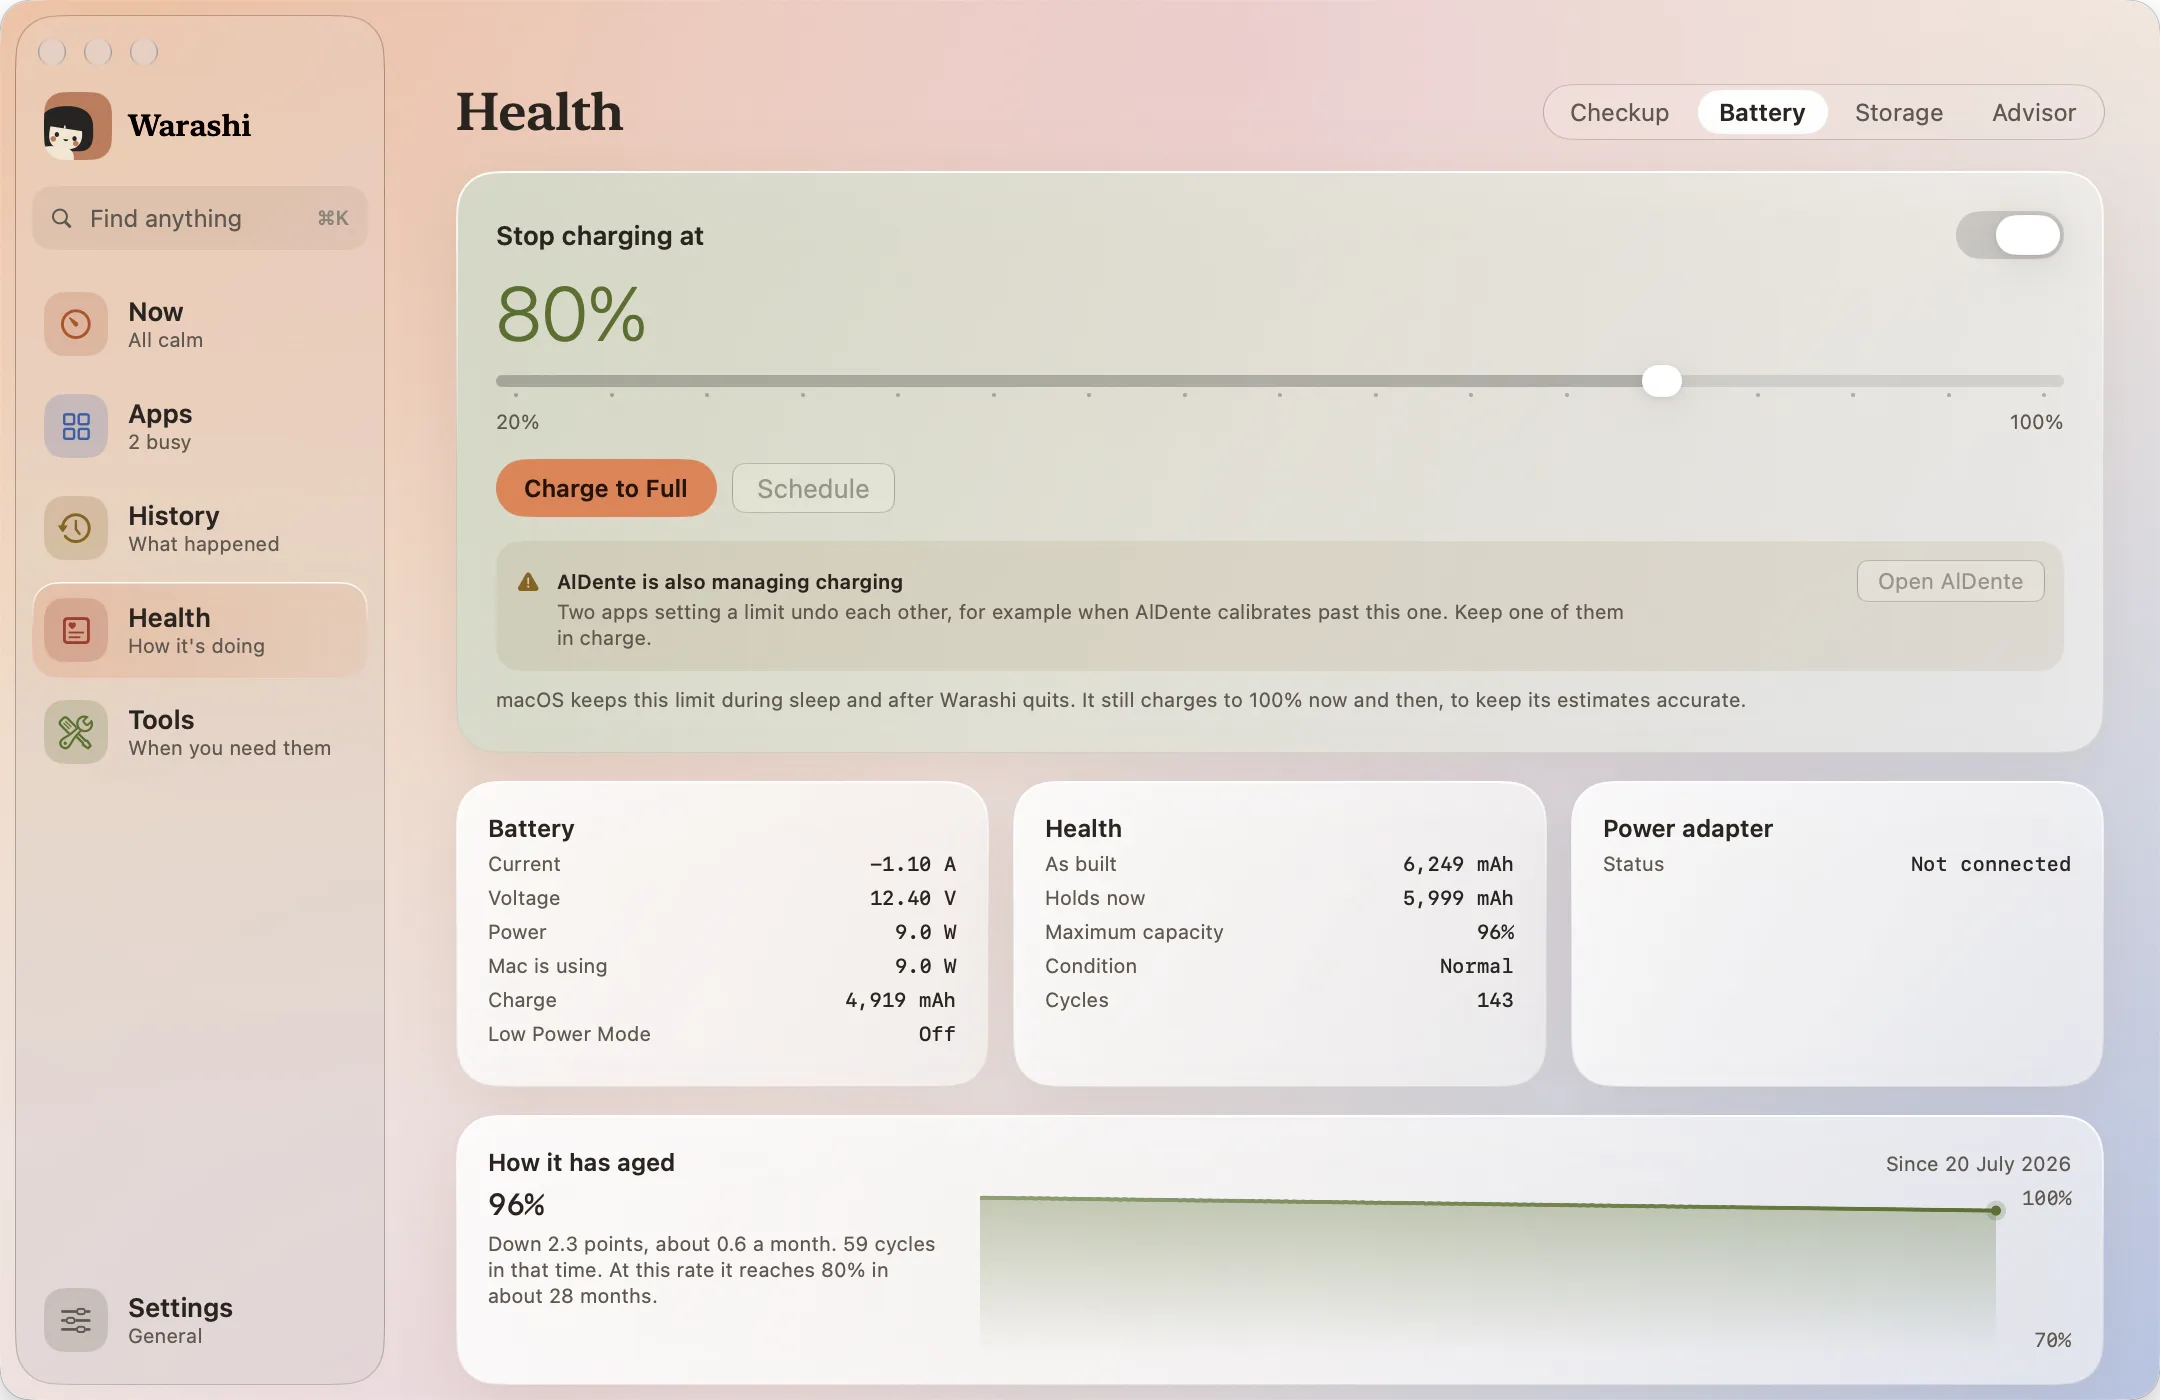 Warashi
Find anything ⌘K
Now
All calm
Apps
2 busy
History
What happened
Health
How it's doing
Tools
When you need them
Settings
General
Health
Checkup Battery Storage Advisor
Stop charging at
80%
20% 100%
Charge to Full Schedule
AlDente is also managing charging
Open AlDente
Two apps setting a limit undo each other, for example when AlDente calibrates past this one. Keep one of them
in charge.
macOS keeps this limit during sleep and after Warashi quits. It still charges to 100% now and then, to keep its estimates accurate.
Battery
Current −1.10 A
Voltage 12.40 V
Power 9.0 W
Mac is using 9.0 W
Charge 4,919 mAh
Low Power Mode Off
Health
As built 6,249 mAh
Holds now 5,999 mAh
Maximum capacity 96%
Condition Normal
Cycles 143
Power adapter
Status Not connected
How it has aged
Since 20 July 2026
96%
Down 2.3 points, about 0.6 a month. 59 cycles
in that time. At this rate it reaches 80% in
about 28 months.
100%
70%